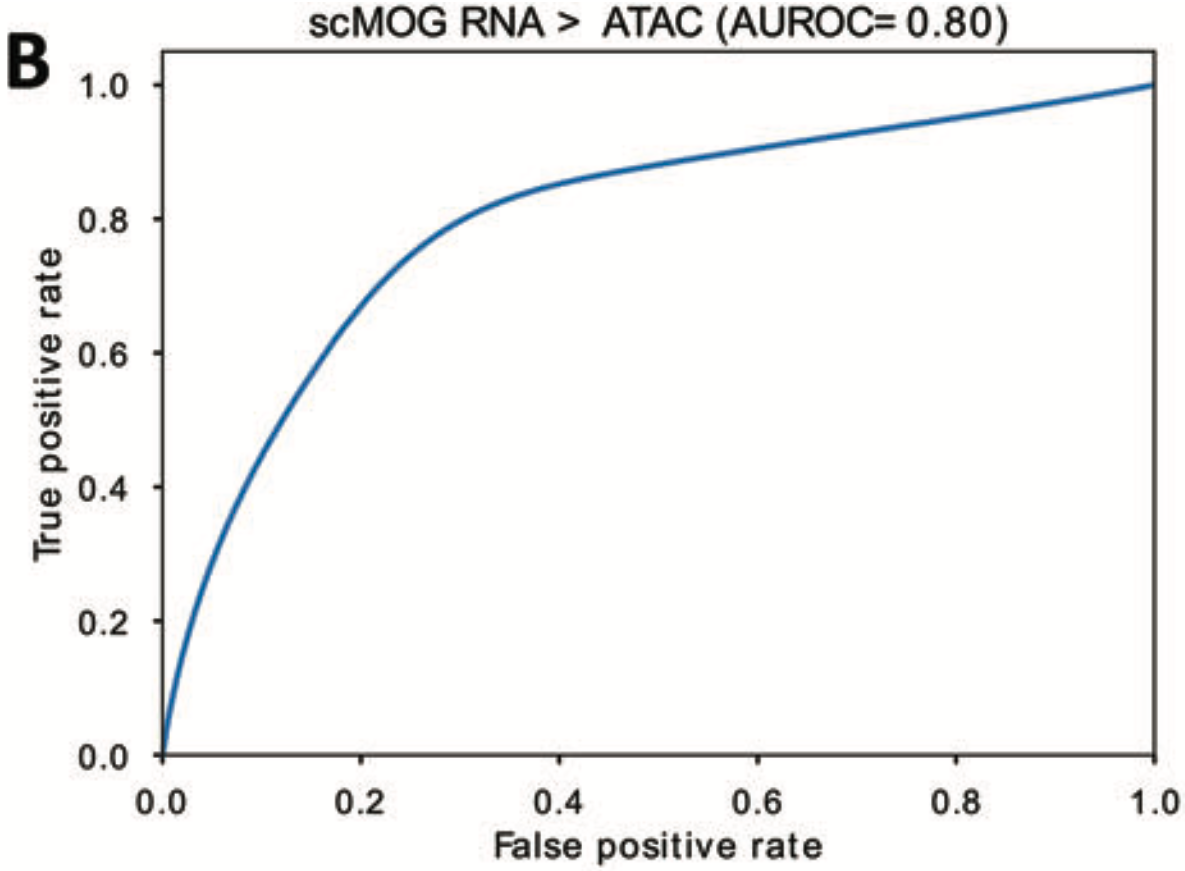 B
scMOG RNA > ATAC (AUROC= 0.80)
True positive rate
1.0
0.8
0.6
0.4
0.2
0.0
0.0 0.2 0.4 0.6 0.8 1.0
False positive rate